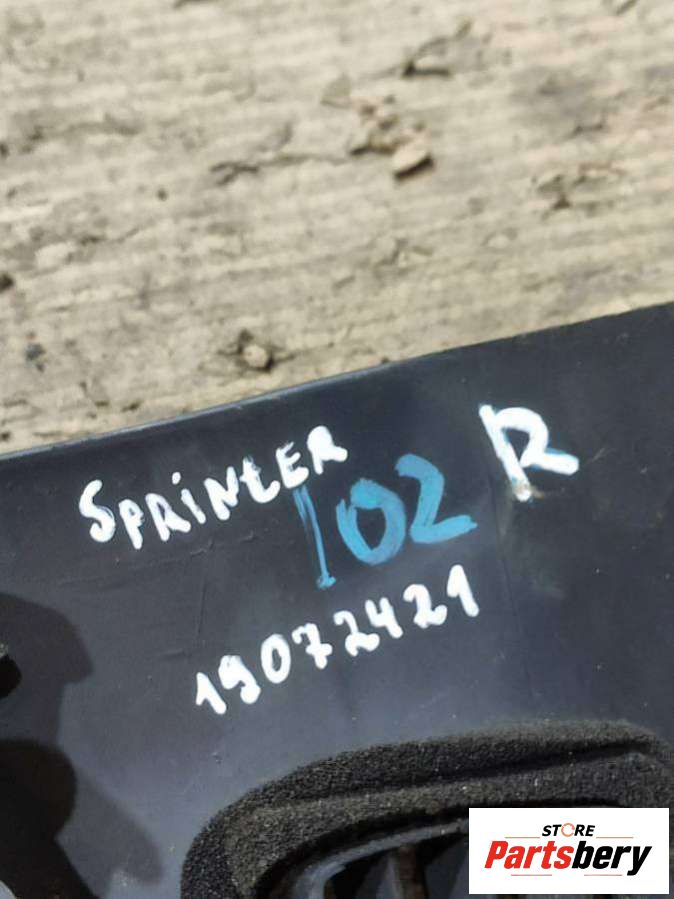 SPRINTER
102
R
19072421
STORE
Partsbery